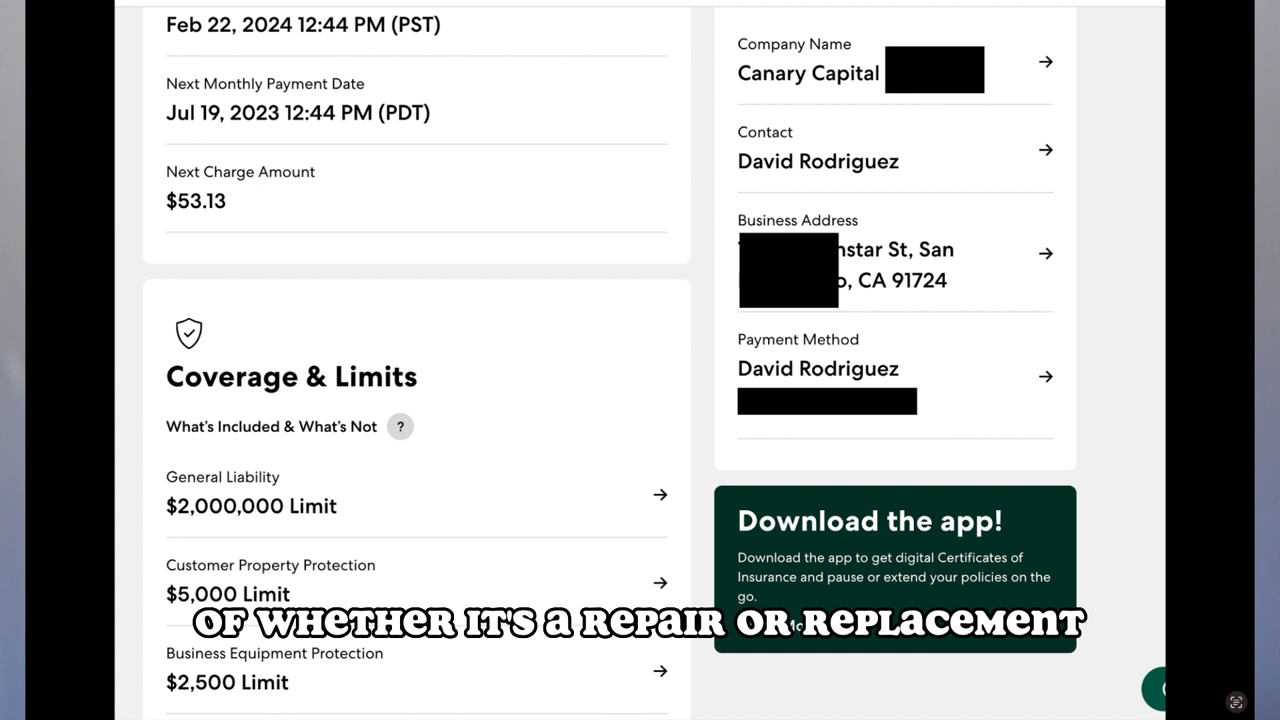 Feb 22, 2024 12:44 PM (PST)
Next Monthly Payment Date
Jul 19, 2023 12:44 PM (PDT)
Next Charge Amount
$53.13
Coverage & Limits
What's Included & What's Not ?
General Liability
$2,000,000 Limit
Customer Property Protection
$5,000 Limit
Business Equipment Protection
$2,500 Limit
Company Name
Canary Capital
Contact
David Rodriguez
Business Address
St, San
CA 91724
Payment Method
David Rodriguez
Download the app!
Download the app to get digital Certificates of
Insurance and pause or extend your policies on the
go.
OF WHETHER IT'S A REPAIR OR REPLACEMENT